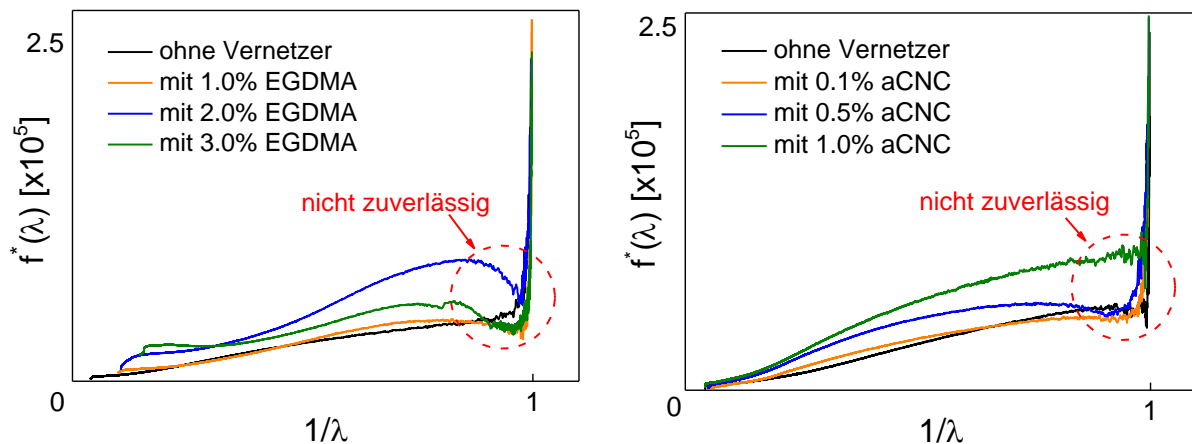 2.5
ohne Vernetzer
mit 1.0% EGDMA
mit 2.0% EGDMA
mit 3.0% EGDMA
nicht zuverlässig
f*(λ) [x10⁵]
0
1
1/λ
2.5
ohne Vernetzer
mit 0.1% aCNC
mit 0.5% aCNC
mit 1.0% aCNC
nicht zuverlässig
f*(λ) [x10⁵]
0
1
1/λ